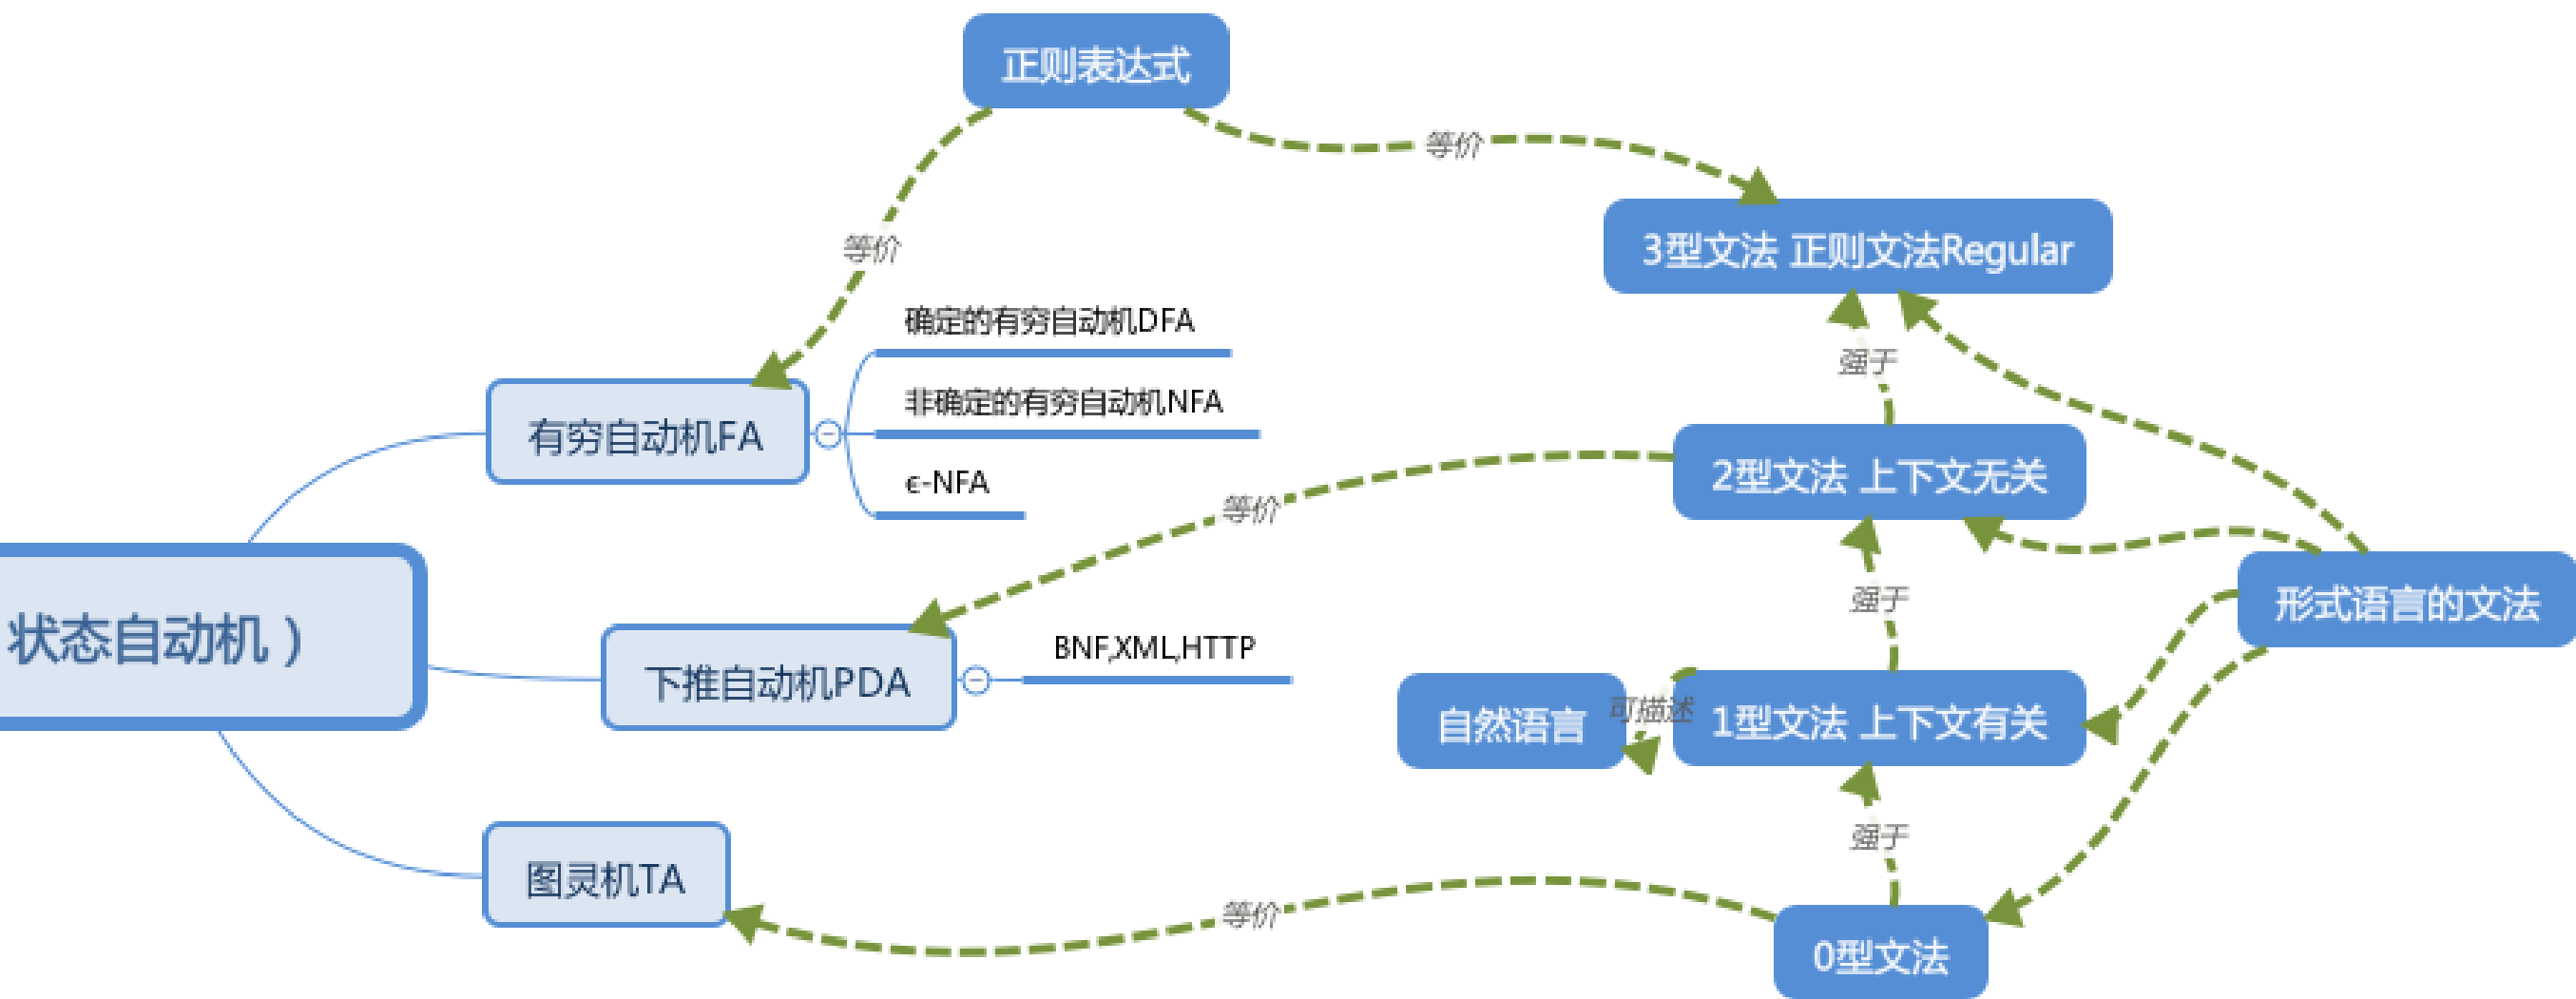 正则表达式
等价
3型文法 正则文法Regular
等价
确定的有穷自动机DFA
强于
非确定的有穷自动机NFA
有穷自动机FA
2型文法 上下文无关
ϵ-NFA
等价
强于
形式语言的文法
状态自动机）
BNF,XML,HTTP
下推自动机PDA
自然语言
可描述
1型文法 上下文有关
强于
图灵机TA
等价
0型文法